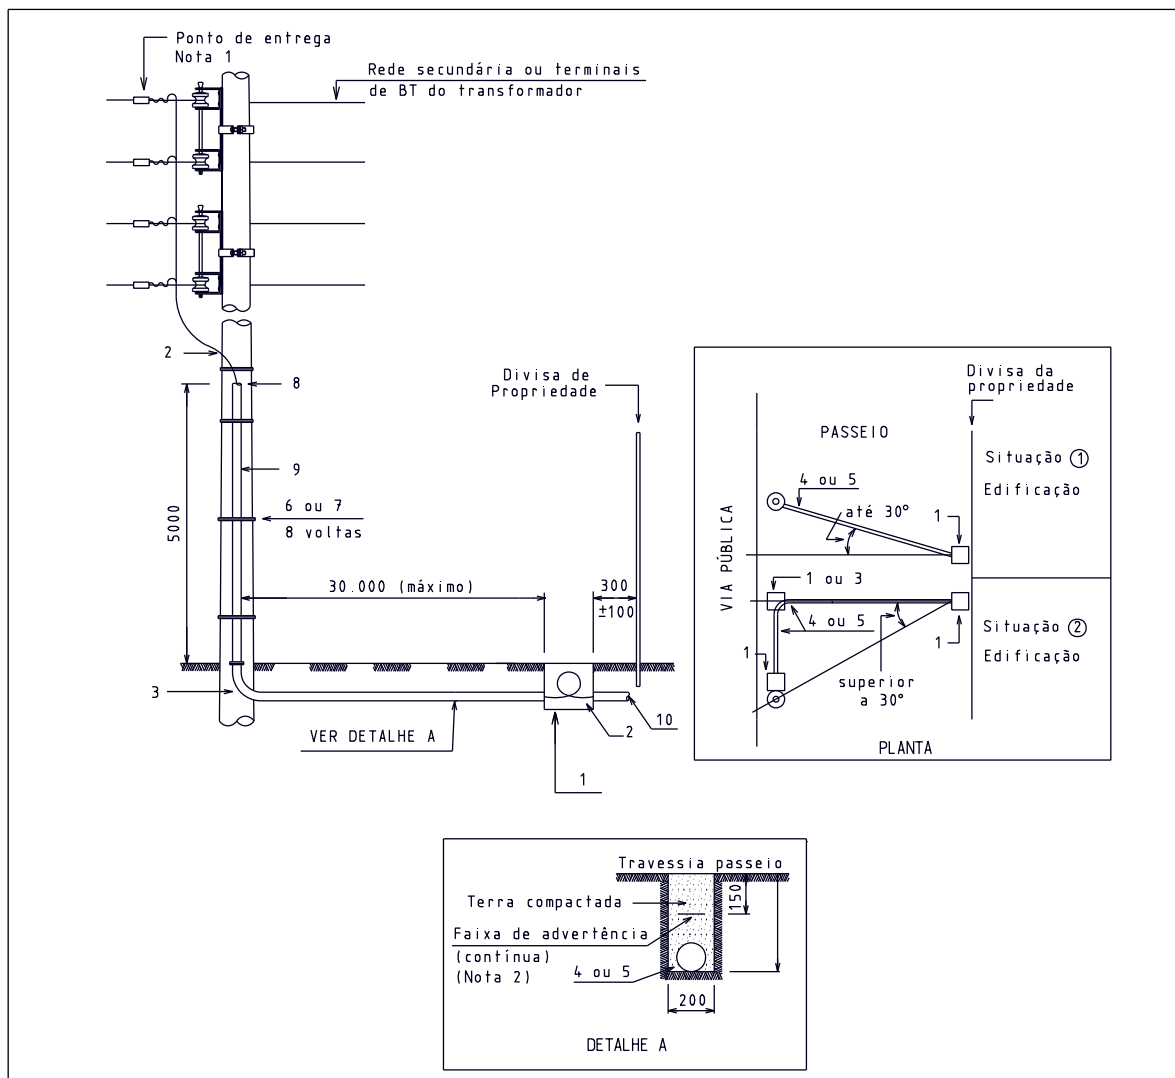 Ponto de entrega
Nota 1
Rede secundária ou terminais
de BT do transformador
2
8
9
5000
6 ou 7
8 voltas
Divisa de
Propriedade
30.000 (máximo)
300
±100
3
VER DETALHE A
2
10
1
Divisa da
propriedade
PASSEIO
Situação 1
Edificação
4 ou 5
até 30°
1
VIA PÚBLICA
1 ou 3
4 ou 5
1
1
Situação 2
Edificação
superior
a 30°
PLANTA
Travessia passeio
150
Terra compactada
Faixa de advertência
(contínua)
(Nota 2)
4 ou 5
200
DETALHE A